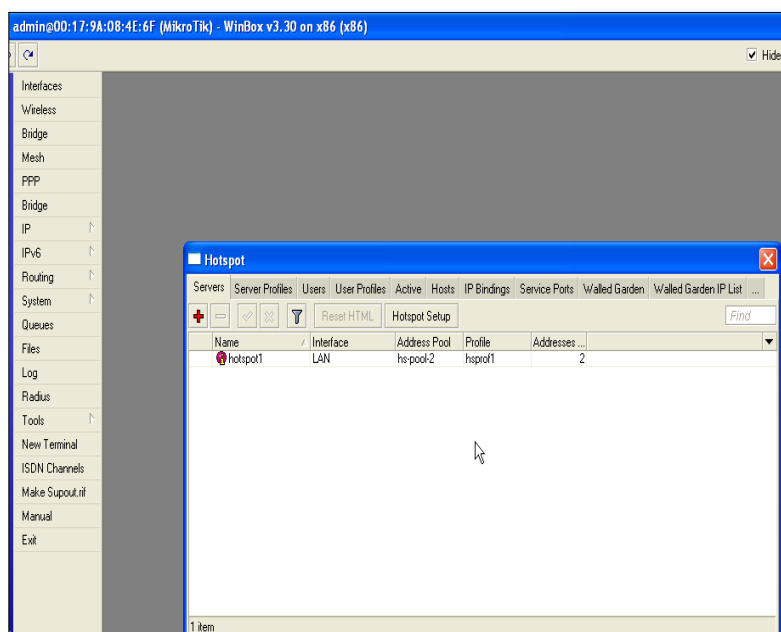 admin@00:17:9A:08:4E:6F (MikroTik) - WinBox v3.30 on x86 (x86)
Hide
Interfaces
Wireless
Bridge
Mesh
PPP
Bridge
IP
IPv6
Routing
System
Queues
Files
Log
Radius
Tools
New Terminal
ISDN Channels
Make Supout.rif
Manual
Exit
Hotspot
Servers Server Profiles Users User Profiles Active Hosts IP Bindings Service Ports Walled Garden Walled Garden IP List ...
Reset HTML Hotspot Setup Find
Name Interface Address Pool Profile Addresses ...
hotspot1 LAN hs-pool-2 hsprof1 2
1 item